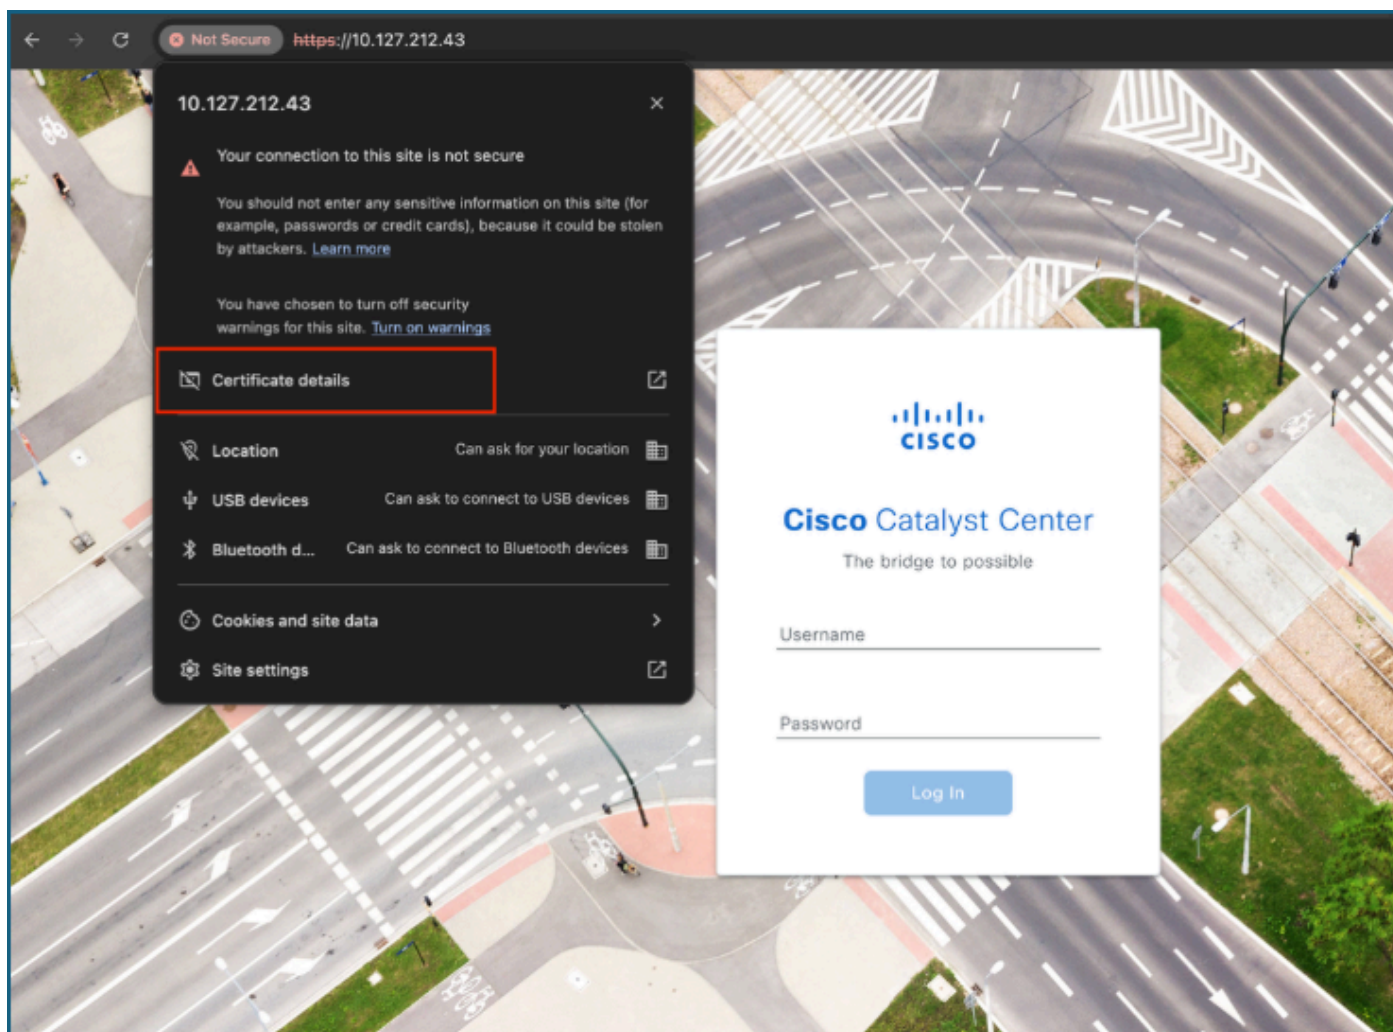 Not Secure https://10.127.212.43
10.127.212.43
Your connection to this site is not secure
You should not enter any sensitive information on this site (for
example, passwords or credit cards), because it could be stolen
by attackers. Learn more
You have chosen to turn off security
warnings for this site. Turn on warnings
Certificate details
Location Can ask for your location
USB devices Can ask to connect to USB devices
Bluetooth d... Can ask to connect to Bluetooth devices
Cookies and site data
Site settings
CISCO
Cisco Catalyst Center
The bridge to possible
Username
Password
Log In